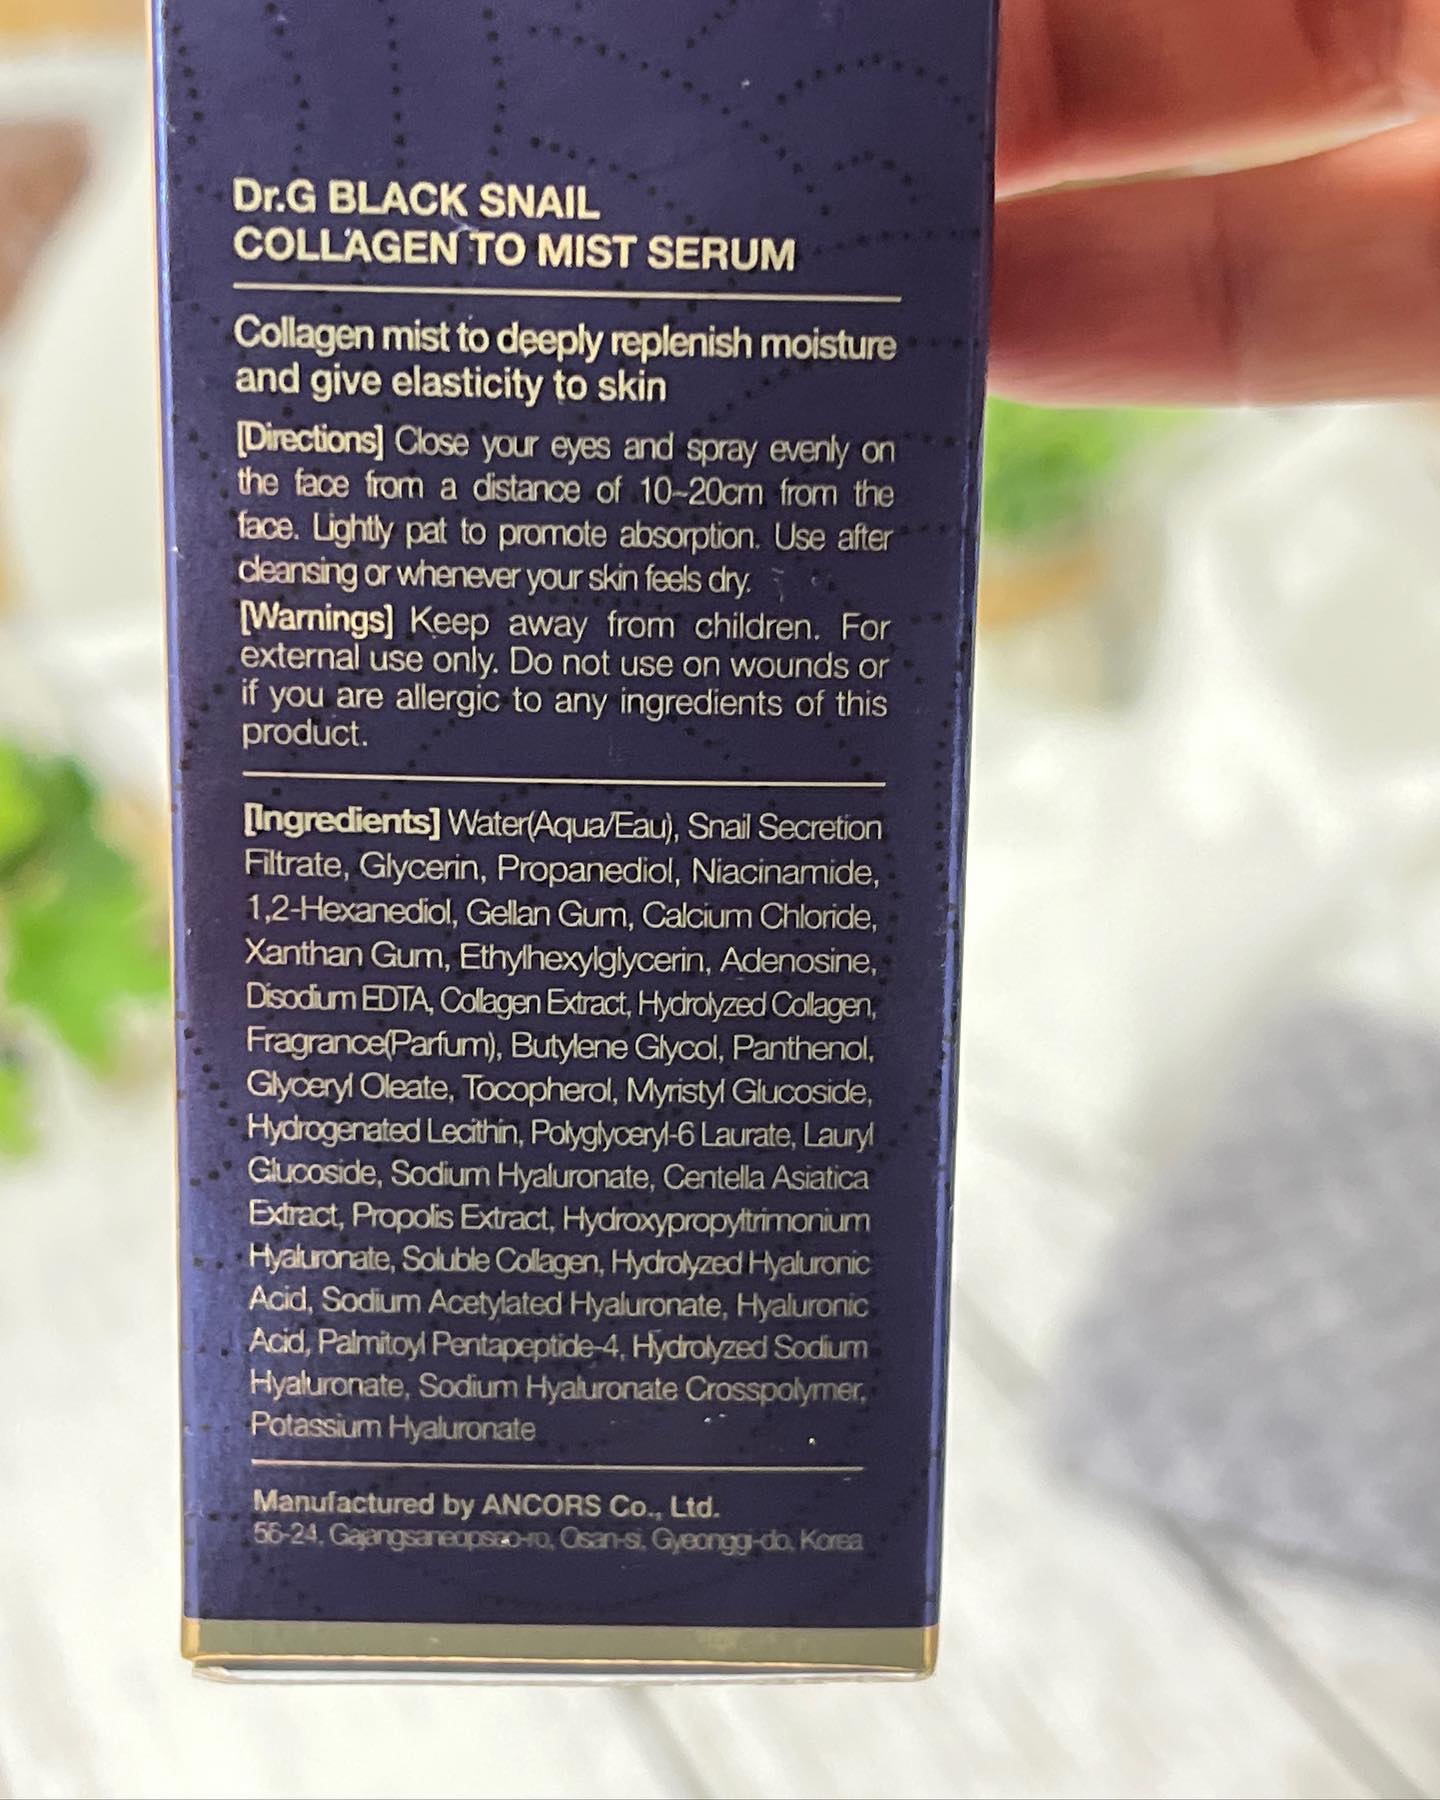 Dr.G BLACK SNAIL
COLLAGEN TO MIST SERUM
Collagen mist to deeply replenish moisture
and give elasticity to skin
[Directions] Close your eyes and spray evenly on
the face from a distance of 10~20cm from the
face. Lightly pat to promote absorption. Use after
cleansing or whenever your skin feels dry.
[Warnings] Keep away from children. For
external use only. Do not use on wounds or
if you are allergic to any ingredients of this
product.
[Ingredients] Water(Aqua/Eau), Snail Secretion
Filtrate, Glycerin, Propanediol, Niacinamide,
1,2-Hexanediol, Gellan Gum, Calcium Chloride,
Xanthan Gum, Ethylhexylglycerin, Adenosine,
Disodium EDTA, Collagen Extract, Hydrolyzed Collagen,
Fragrance(Parfum), Butylene Glycol, Panthenol,
Glyceryl Oleate, Tocopherol, Myristyl Glucoside,
Hydrogenated Lecithin, Polyglyceryl-6 Laurate, Lauryl
Glucoside, Sodium Hyaluronate, Centella Asiatica
Extract, Propolis Extract, Hydroxypropyltrimonium
Hyaluronate, Soluble Collagen, Hydrolyzed Hyaluronic
Acid, Sodium Acetylated Hyaluronate, Hyaluronic
Acid, Palmitoyl Pentapeptide-4, Hydrolyzed Sodium
Hyaluronate, Sodium Hyaluronate Crosspolymer,
Potassium Hyaluronate
Manufactured by ANCORS Co., Ltd.
56-24, Osan-si, Gyeonggi-do, Korea